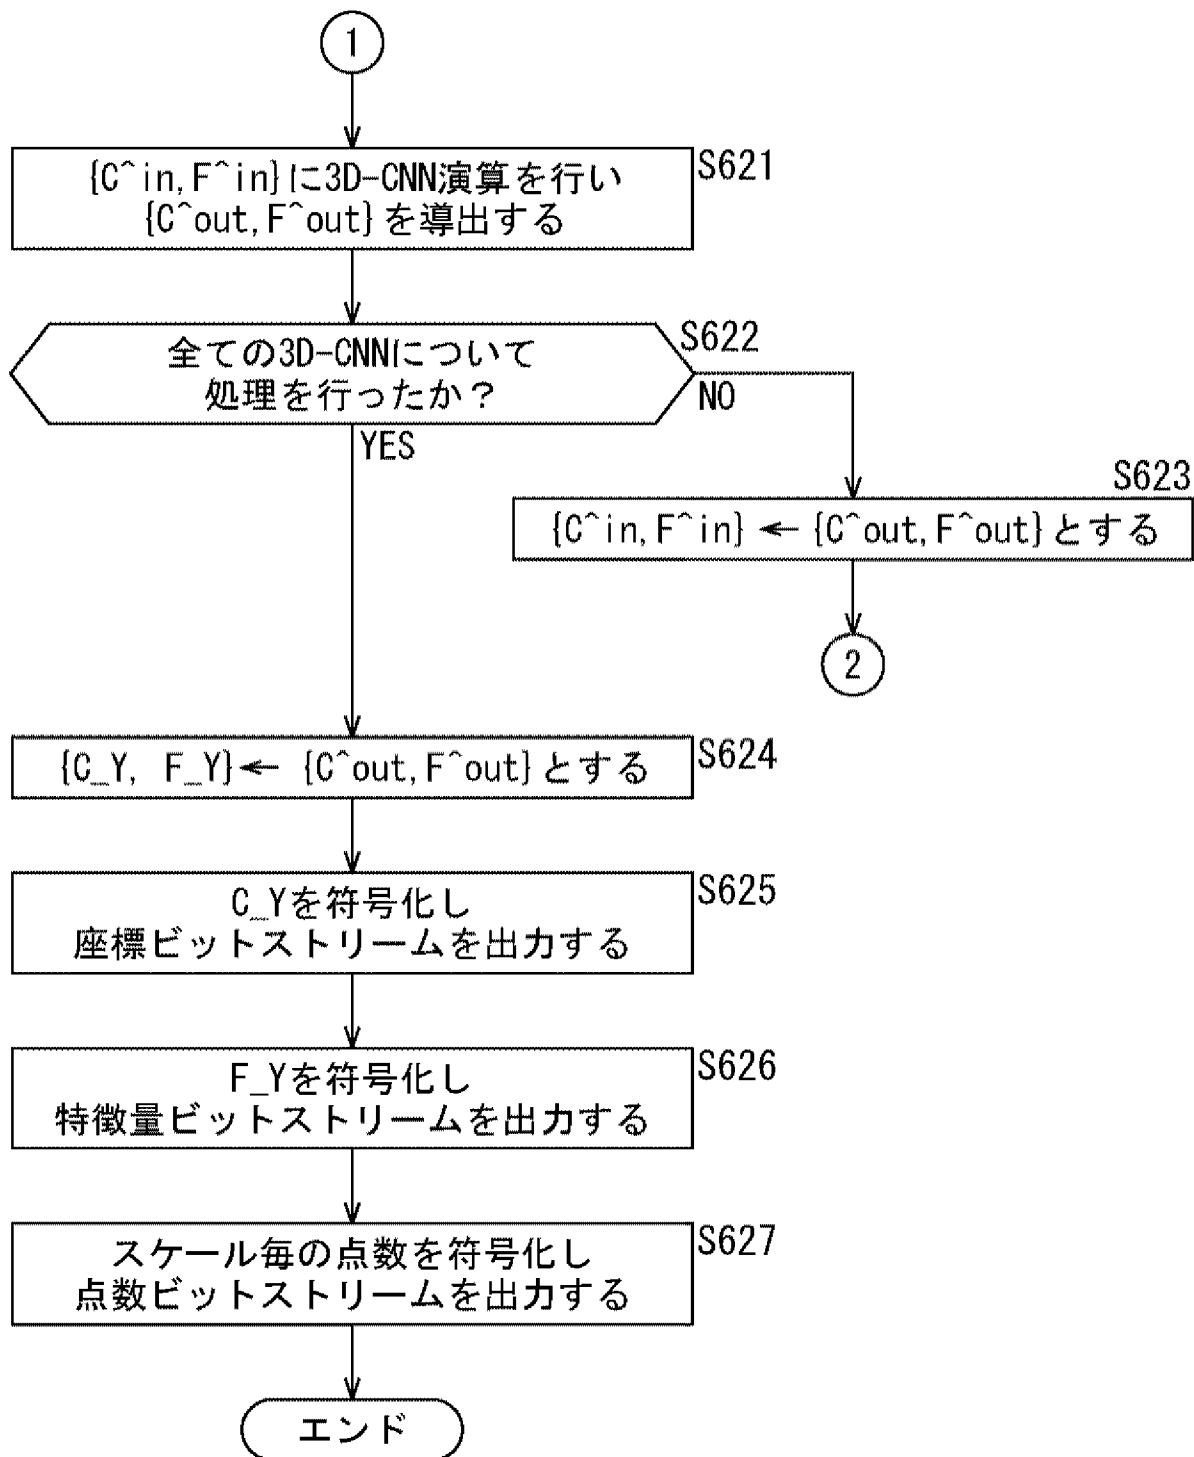 1
S621
{C^in,F^in}に3D-CNN演算を行い
{C^out,F^out}を導出する
S622
全ての3D-CNNについて
処理を行ったか？
NO
YES
S623
{C^in,F^in} ← {C^out,F^out}とする
2
S624
{C_Y, F_Y}← {C^out,F^out}とする
S625
C_Yを符号化し
座標ビットストリームを出力する
S626
F_Yを符号化し
特徴量ビットストリームを出力する
S627
スケール毎の点数を符号化し
点数ビットストリームを出力する
エンド